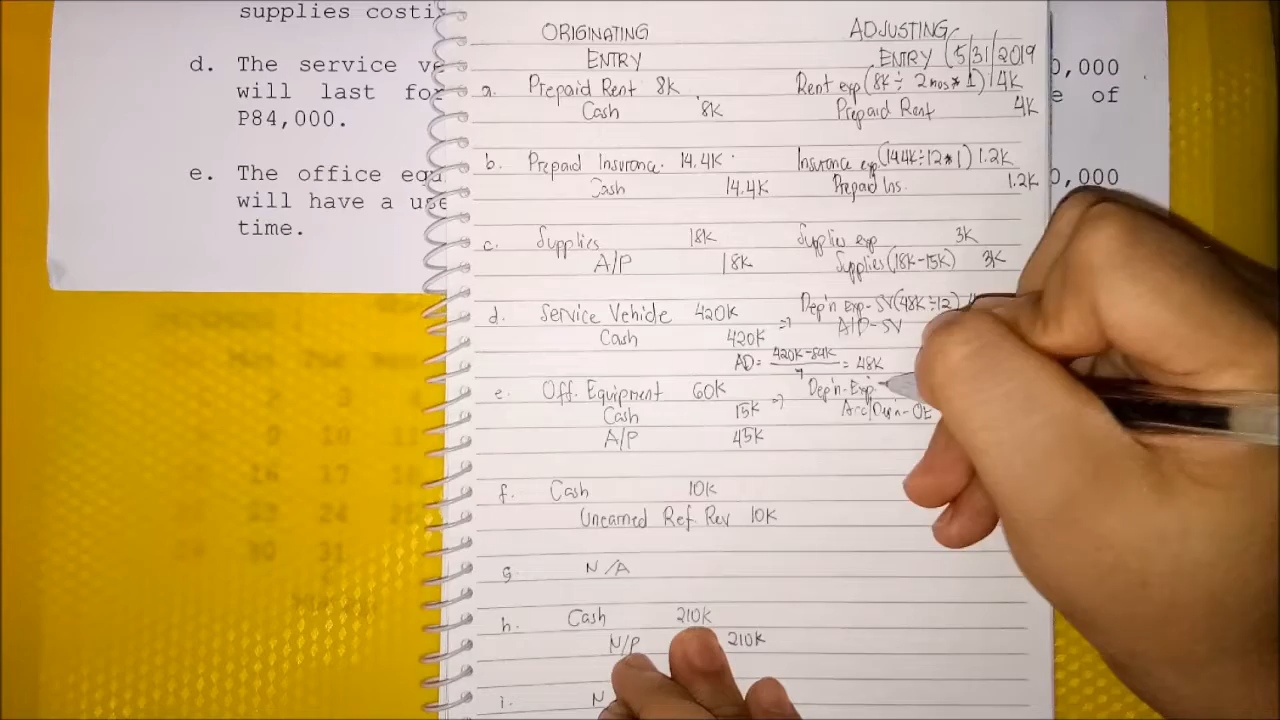 supplies costi
d. The service ve
will last fo
P84,000.
e. The office equ
will have a use
time.
0,000
e of
0,000
ORIGINATING ENTRY
ADJUSTING ENTRY (5/31/2019
a. Prepaid Rent 8K Rent exp (8K÷ 2mos*1) 4K
Cash 8K Prepaid Rent 4K
b. Prepaid Insurance. 14.4K Insurance exp (14.4K÷12*1) 1.2K
Cash 14.4K Prepaid Ins. 1.2K
c. Supplies 18K Supplies exp 3K
A/P 18K Supplies (18K-15K) 3K
d. Service Vehicle 420K => Dep'n Exp-SV (48K÷12)
Cash 420K A/D-SV
AD= 420K-84K / 7 = 48K
e. Off. Equipment 60K => Dep'n-Exp-
Cash 15K Acc/Dep'n-OE
A/P 45K
f. Cash 10K
Unearned Ref. Rev 10K
g. N/A
h. Cash 210K
N/P 210K
i. N